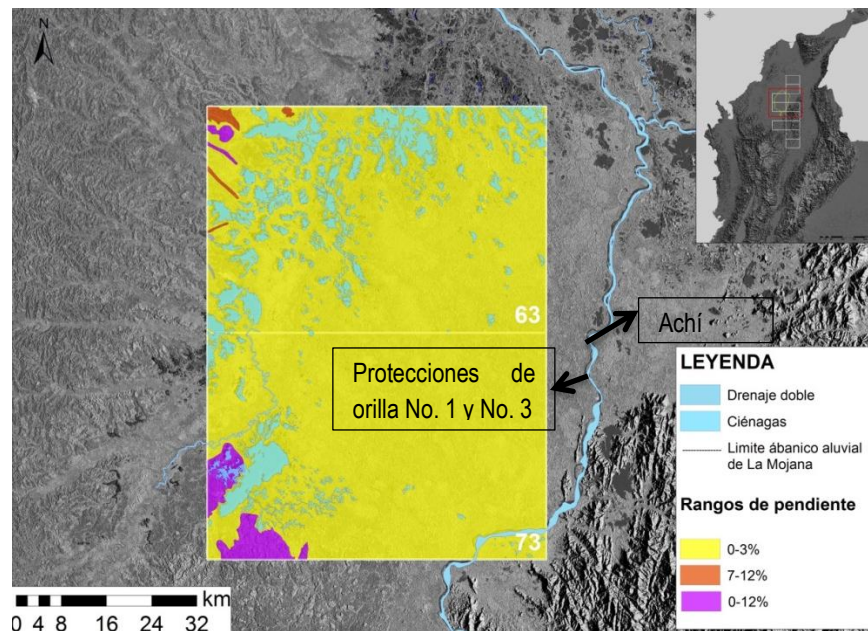 N
63
Achí
Protecciones de
orilla No. 1 y No. 3
73
km
0 4 8 16 24 32
LEYENDA
Drenaje doble
Ciénagas
Limite ábanico aluvial
de La Mojana
Rangos de pendiente
0-3%
7-12%
0-12%